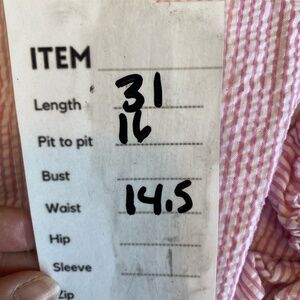 ITEM
Length 31
Pit to pit 16
Bust
Waist 14.5
Hip
Sleeve
Zip